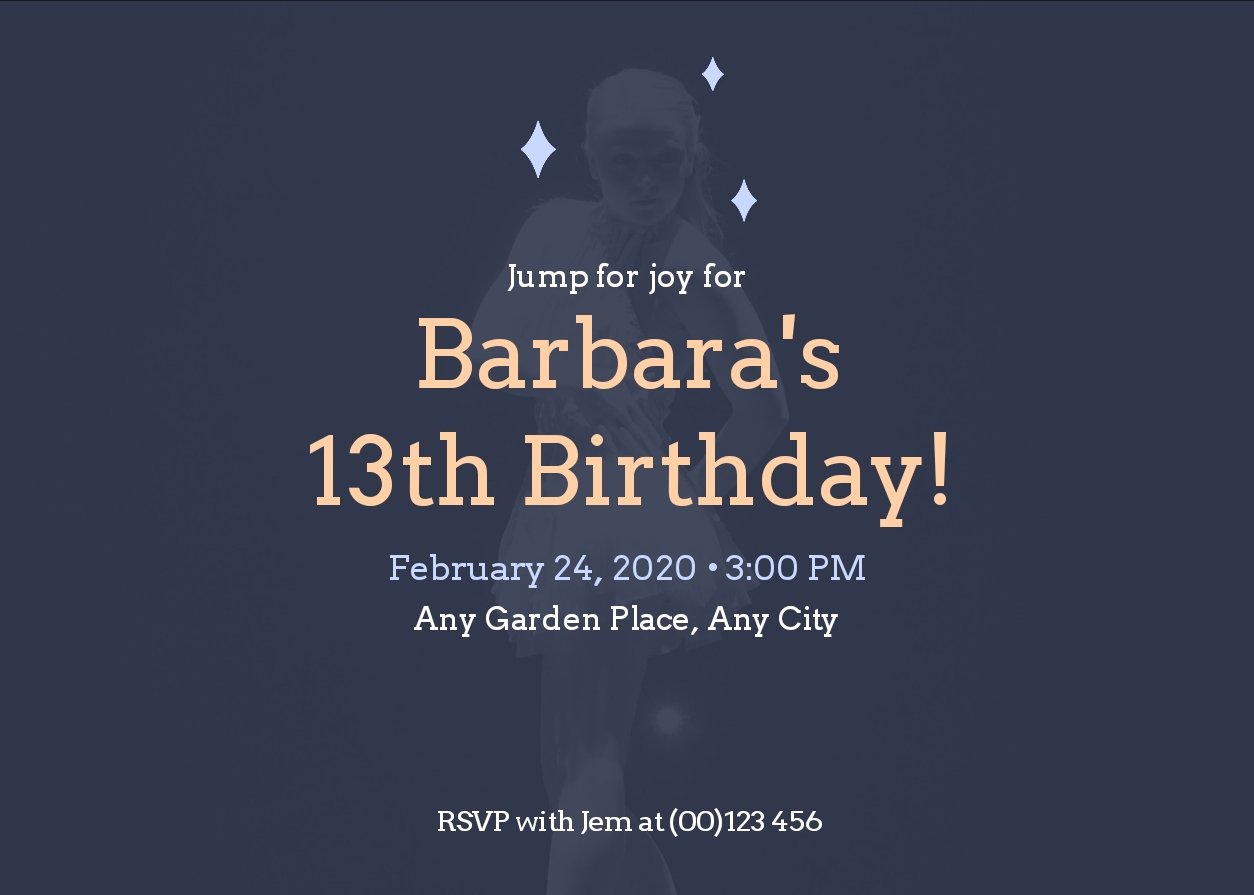 Jump for joy for
Barbara's
13th Birthday!
February 24, 2020 • 3:00 PM
Any Garden Place, Any City
RSVP with Jem at (00)123 456